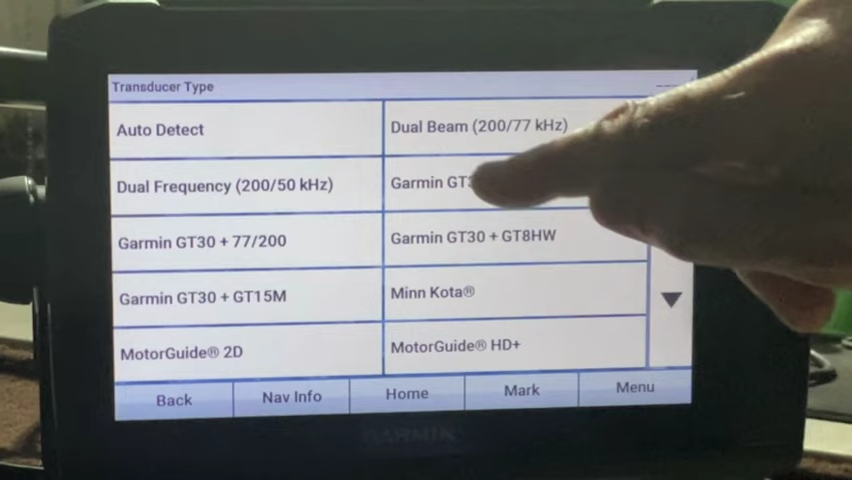 Transducer Type
Auto Detect
Dual Beam (200/77 kHz)
Dual Frequency (200/50 kHz)
Garmin
Garmin GT30 + 77/200
Garmin GT30 + GT8HW
Garmin GT30 + GT15M
Minn Kota®
MotorGuide® 2D
MotorGuide® HD+
Back
Nav Info
Home
Mark
Menu
GARMIN